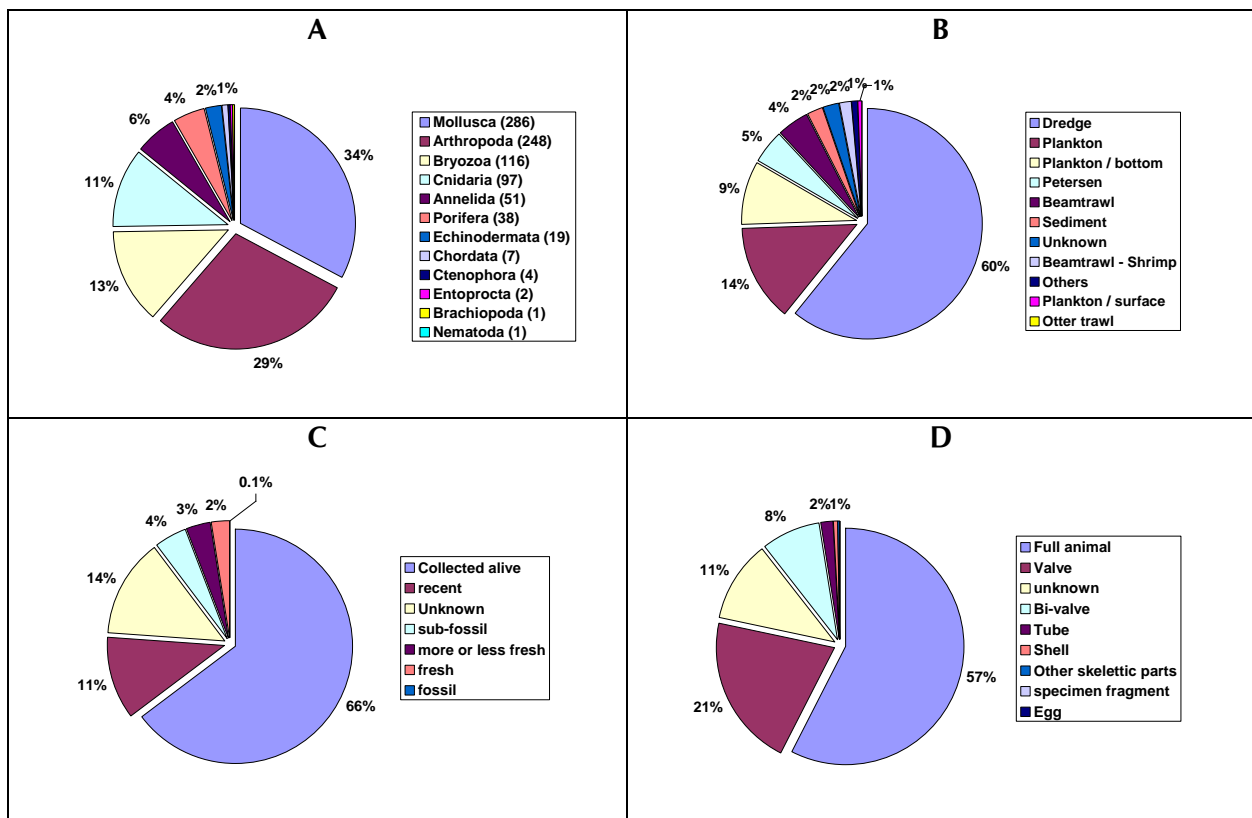 A
34%
29%
13%
11%
6%
4%
2%
1%
Mollusca (286)
Arthropoda (248)
Bryozoa (116)
Cnidaria (97)
Annelida (51)
Porifera (38)
Echinodermata (19)
Chordata (7)
Ctenophora (4)
Entoprocta (2)
Brachiopoda (1)
Nematoda (1)
B
60%
14%
9%
5%
4%
2%
2%
2%
1%
1%
Dredge
Plankton
Plankton / bottom
Petersen
Beamtrawl
Sediment
Unknown
Beamtrawl - Shrimp
Others
Plankton / surface
Otter trawl
C
66%
11%
14%
4%
3%
2%
0.1%
Collected alive
recent
Unknown
sub-fossil
more or less fresh
fresh
fossil
D
57%
21%
11%
8%
2%
1%
Full animal
Valve
unknown
Bi-valve
Tube
Shell
Other skelettic parts
specimen fragment
Egg